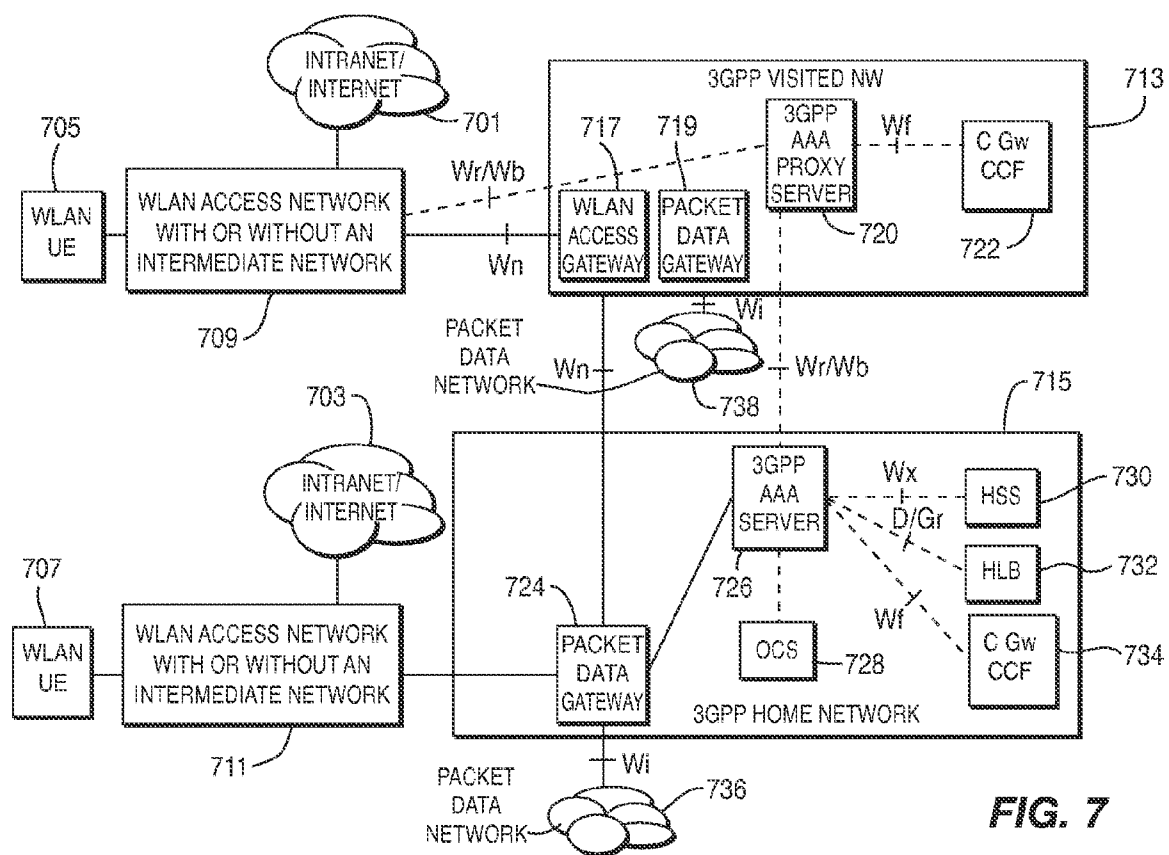 INTRANET/
INTERNET
701
3GPP VISITED NW
713
705
717
719
3GPP
AAA
PROXY
SERVER
Wf
C Gw
CCF
Wr/Wb
WLAN
UE
WLAN ACCESS NETWORK
WITH OR WITHOUT AN
INTERMEDIATE NETWORK
WLAN
ACCESS
GATEWAY
PACKET
DATA
GATEWAY
720
722
Wn
709
Wi
PACKET
DATA
NETWORK
Wn
738
Wr/Wb
703
715
INTRANET/
INTERNET
3GPP
AAA
SERVER
Wx
HSS
730
D/Gr
707
724
726
HLB
732
Wf
WLAN
UE
WLAN ACCESS NETWORK
WITH OR WITHOUT AN
INTERMEDIATE NETWORK
PACKET
DATA
GATEWAY
OCS
728
C Gw
CCF
734
3GPP HOME NETWORK
711
Wi
PACKET
DATA
NETWORK
736
FIG. 7